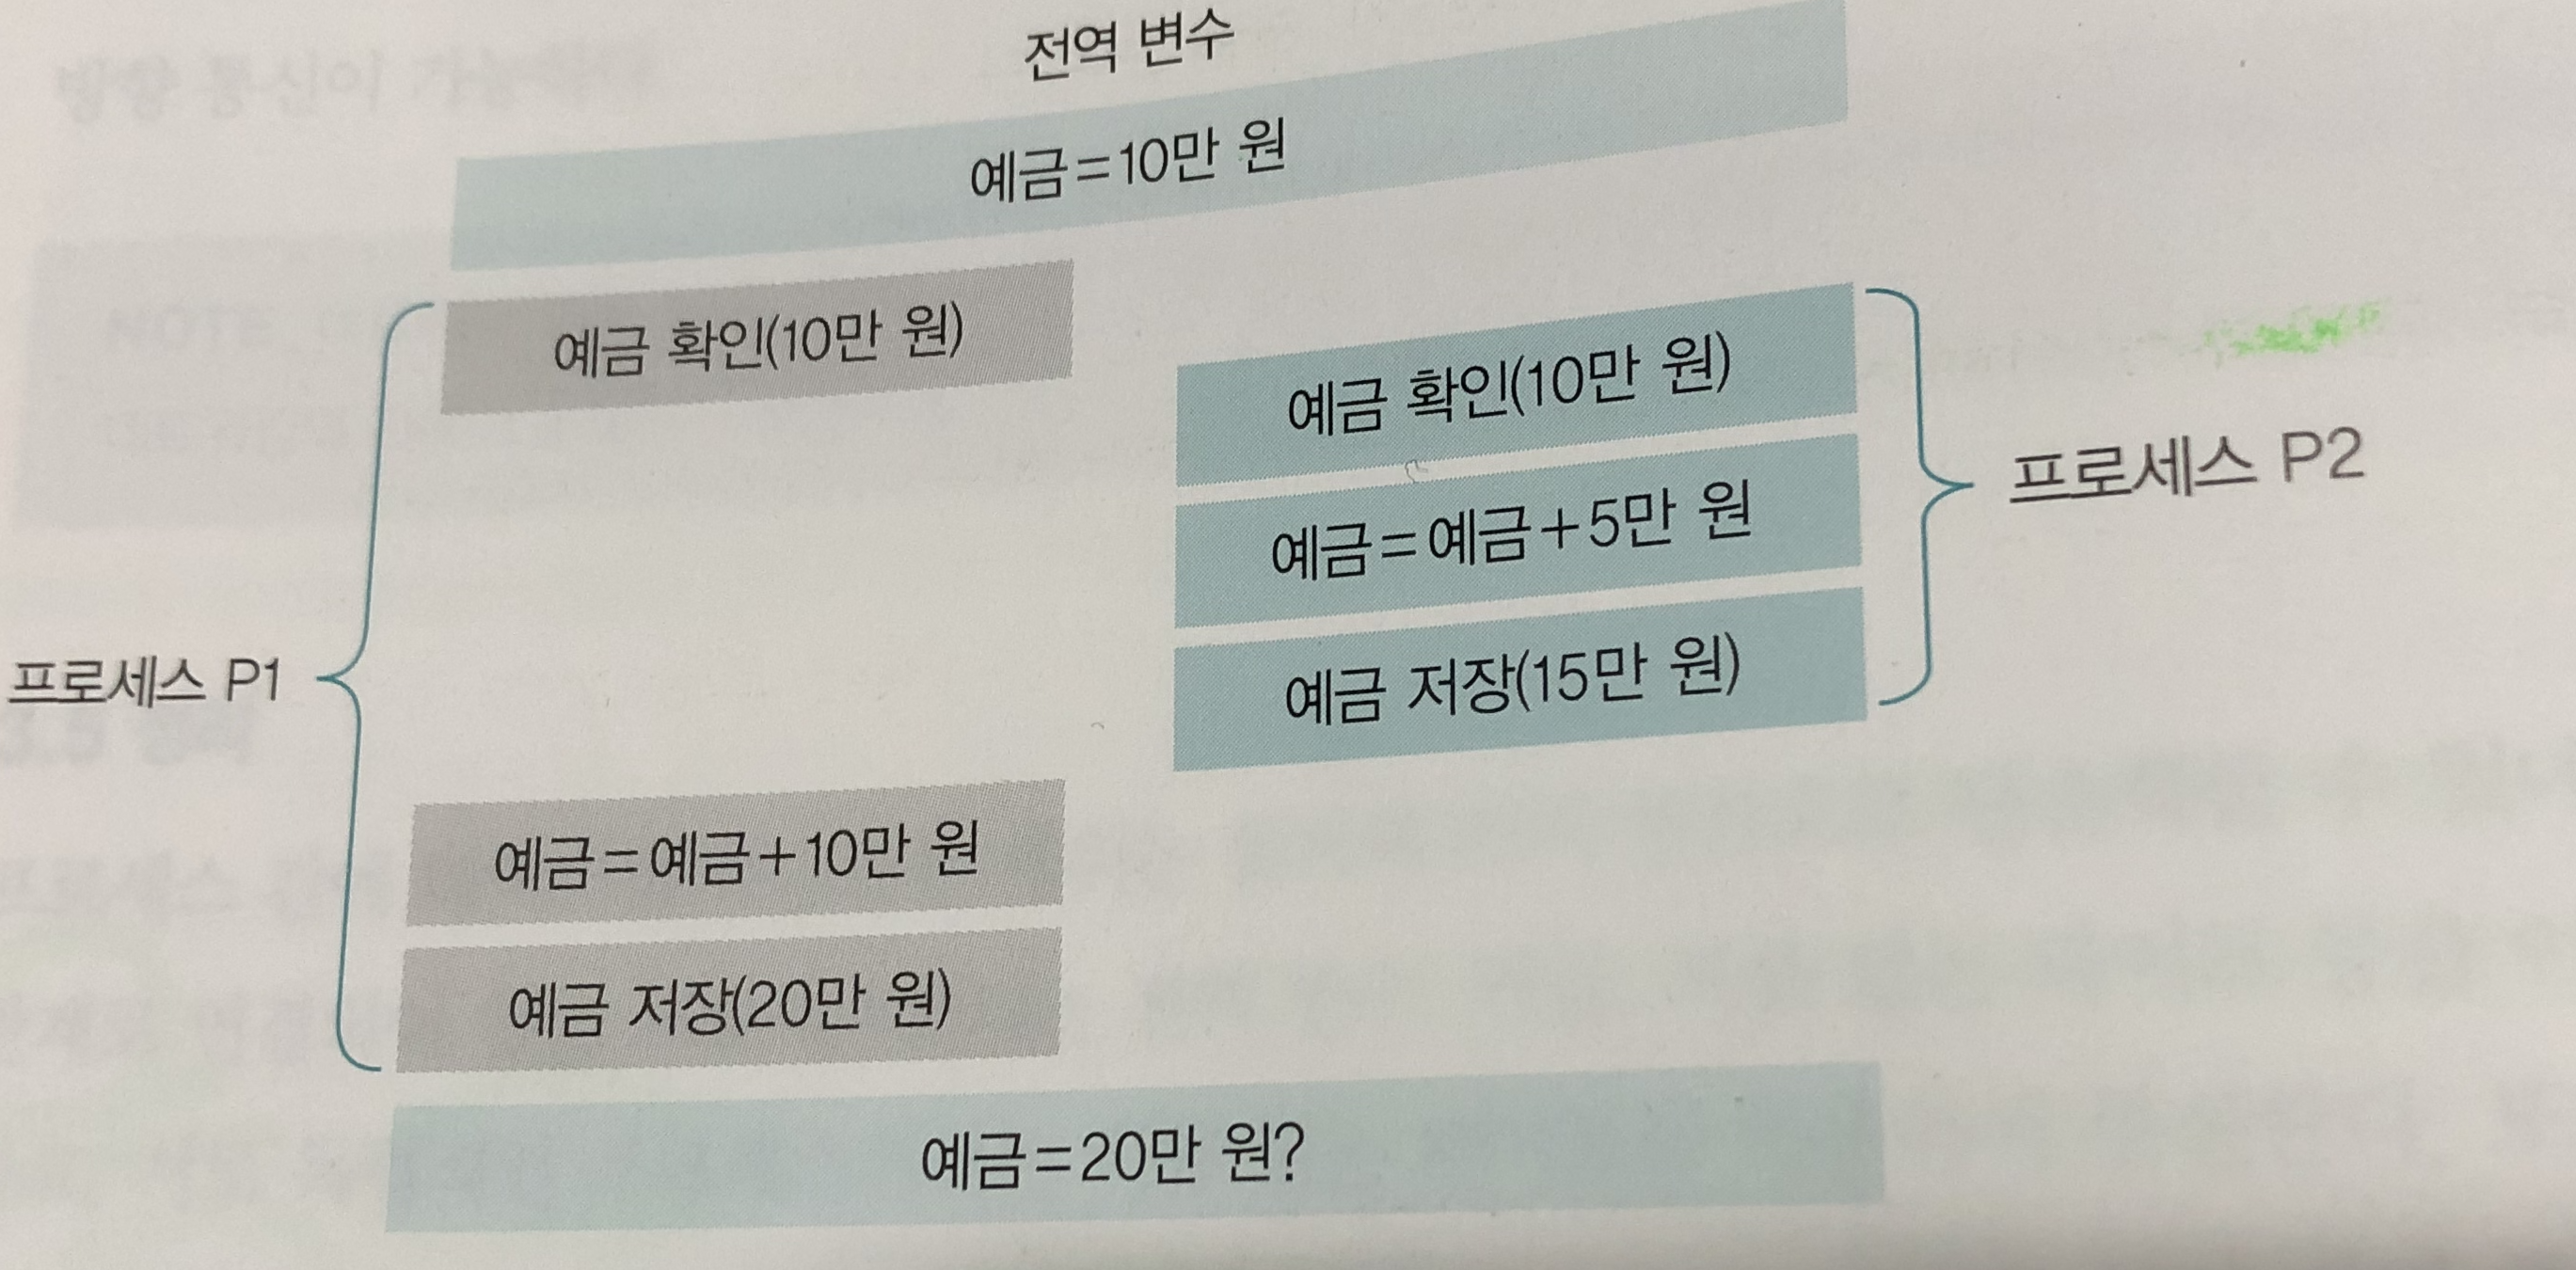 전역 변수
예금=10만 원
예금 확인(10만 원)
예금 확인(10만 원)
예금=예금+5만 원
예금 저장(15만 원)
프로세스 P2
프로세스 P1
예금=예금+10만 원
예금 저장(20만 원)
예금=20만 원?